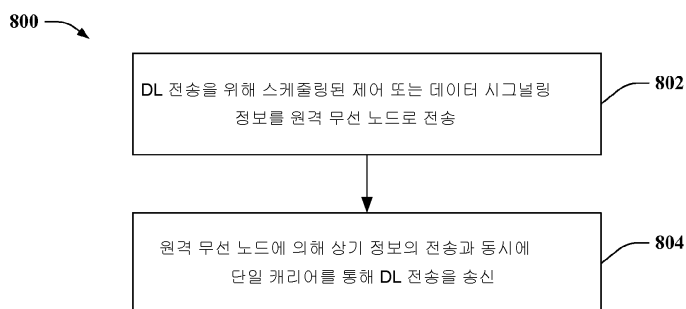 800
DL 전송을 위해 스케줄링된 제어 또는 데이터 시그널링
정보를 원격 무선 노드로 전송
802
원격 무선 노드에 의해 상기 정보의 전송과 동시에
단일 캐리어를 통해 DL 전송을 송신
804